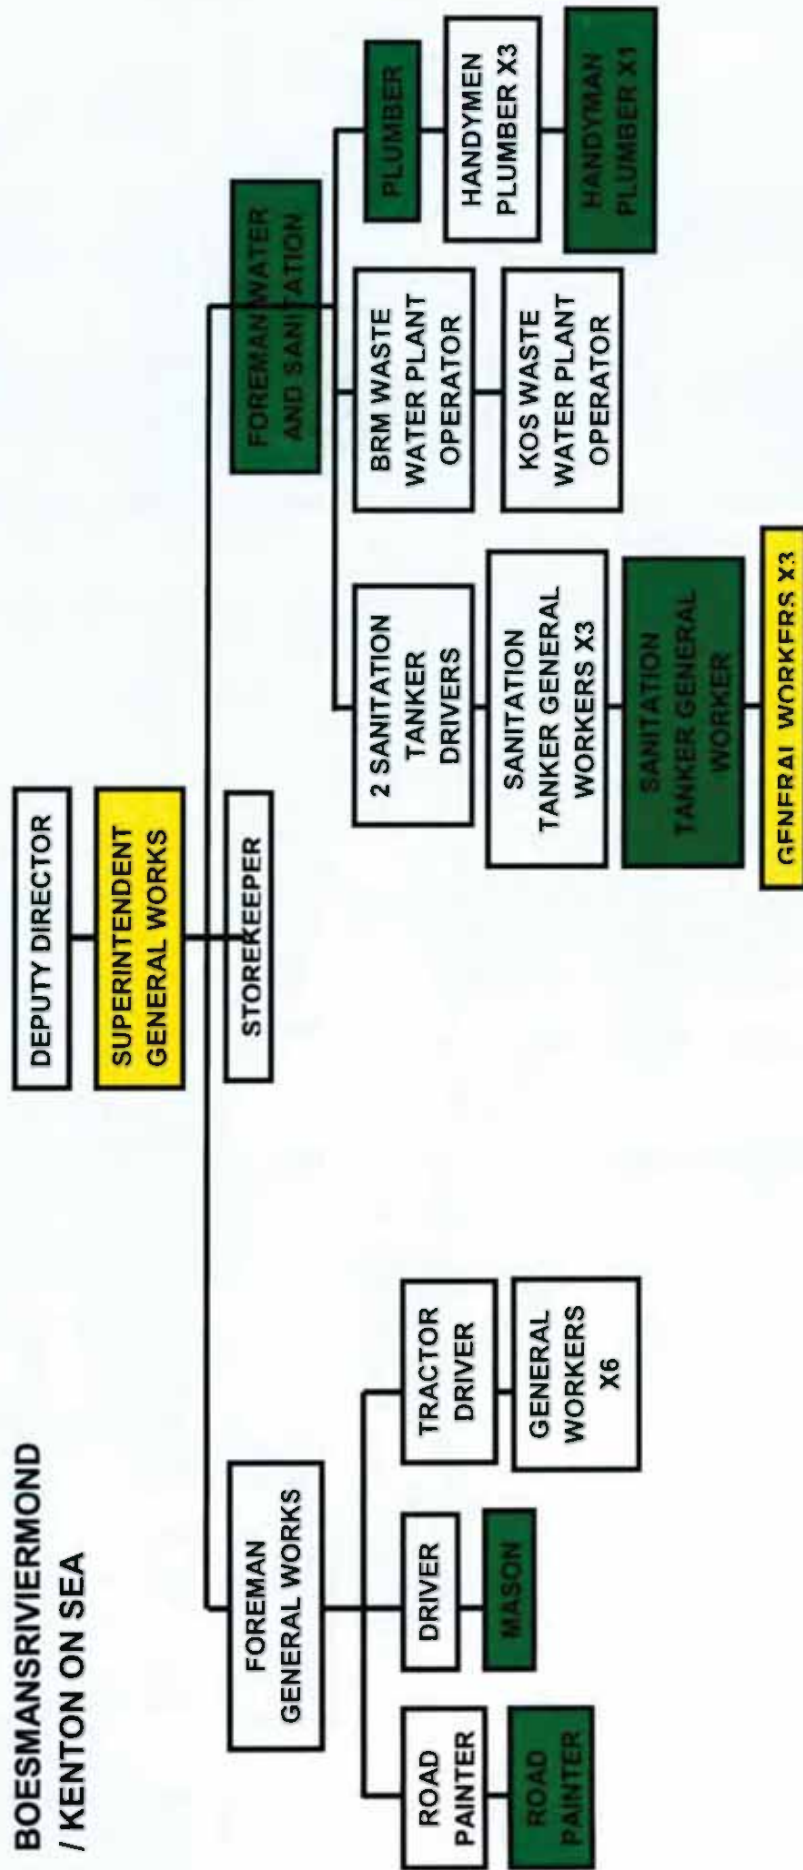 BOESMANSRIVIERMOND
/ KENTON ON SEA
DEPUTY DIRECTOR
SUPERINTENDENT
GENERAL WORKS
STOREKEEPER
FOREMAN
GENERAL WORKS
ROAD
PAINTER
ROAD
PAINTER
DRIVER
MASON
TRACTOR
DRIVER
GENERAL
WORKERS
X6
FOREMAN WATER
AND SANITATION
2 SANITATION
TANKER
DRIVERS
SANITATION
TANKER GENERAL
WORKERS X3
SANITATION
TANKER GENERAL
WORKER
GENERAL WORKERS X3
BRM WASTE
WATER PLANT
OPERATOR
KOS WASTE
WATER PLANT
OPERATOR
PLUMBER
HANDYMEN
PLUMBER X3
HANDYMAN
PLUMBER X1